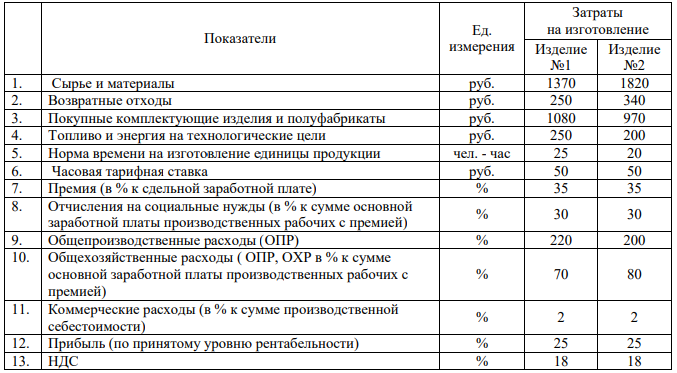 Показатели
Ед.
измерения
Затраты
на изготовление
Изделие
№1
Изделие
№2
1. Сырье и материалы руб. 1370 1820
2. Возвратные отходы руб. 250 340
3. Покупные комплектующие изделия и полуфабрикаты руб. 1080 970
4. Топливо и энергия на технологические цели руб. 250 200
5. Норма времени на изготовление единицы продукции чел. - час 25 20
6. Часовая тарифная ставка руб. 50 50
7. Премия (в % к сдельной заработной плате) % 35 35
8. Отчисления на социальные нужды (в % к сумме основной
заработной платы производственных рабочих с премией) % 30 30
9. Общепроизводственные расходы (ОПР) % 220 200
10. Общехозяйственные расходы ( ОПР, ОХР в % к сумме
основной заработной платы производственных рабочих с
премией) % 70 80
11. Коммерческие расходы (в % к сумме производственной
себестоимости) % 2 2
12. Прибыль (по принятому уровню рентабельности) % 25 25
13. НДС % 18 18